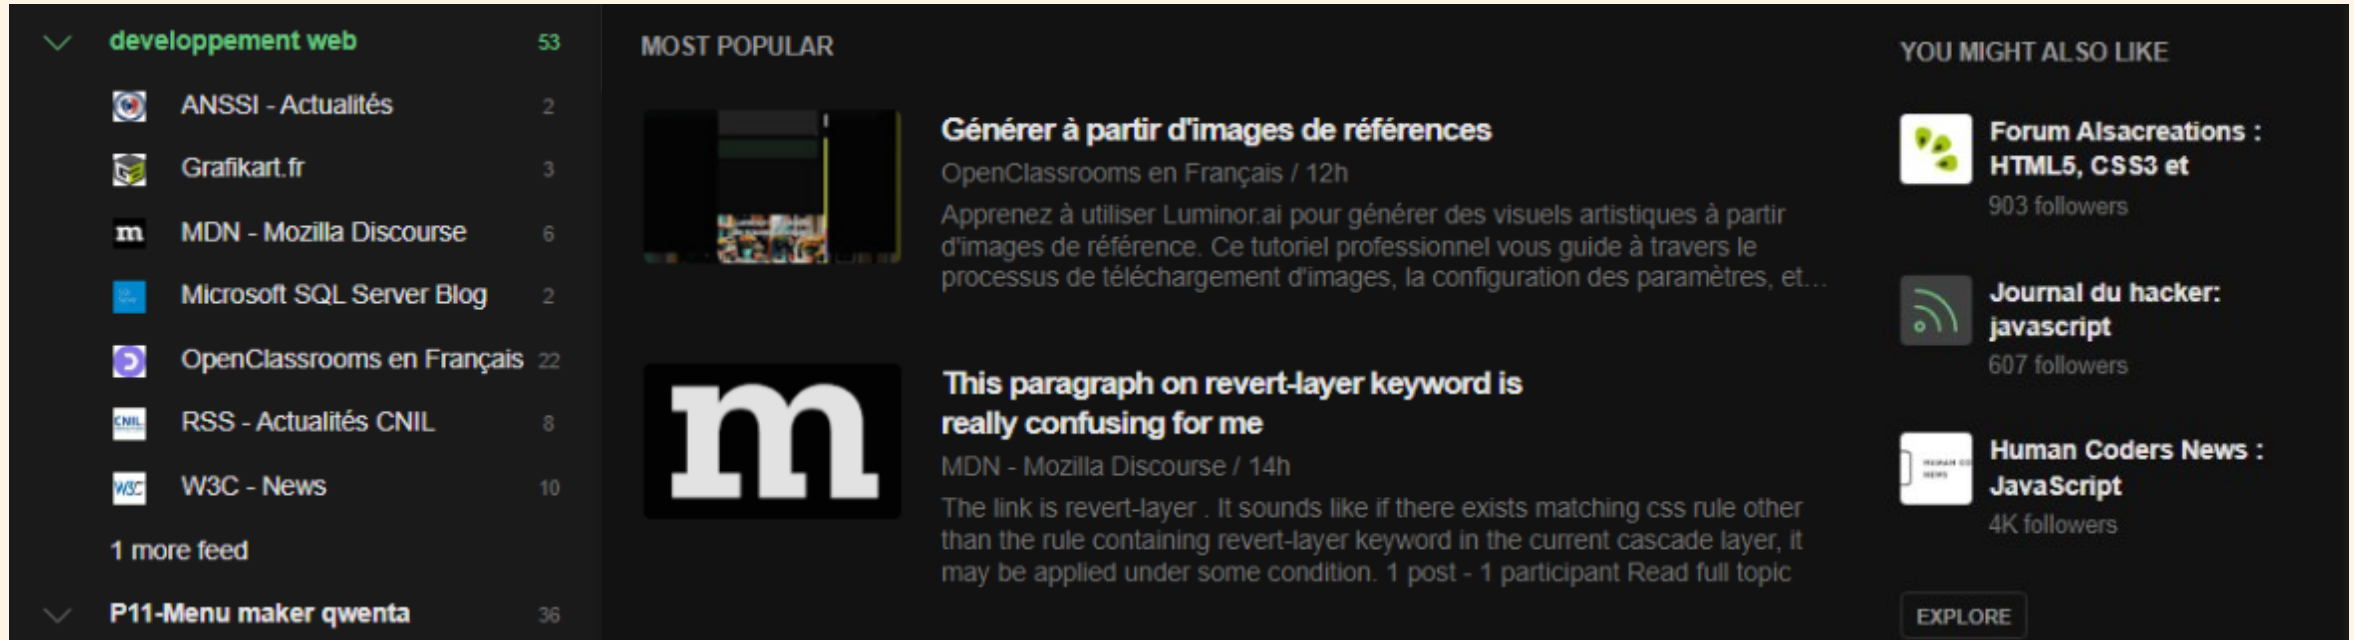 developpement web 53
ANSSI - Actualités 2
Grafikart.fr 3
m MDN - Mozilla Discourse 6
Microsoft SQL Server Blog 2
OpenClassrooms en Français 22
CNIL RSS - Actualités CNIL 8
W3C W3C - News 10
1 more feed
P11-Menu maker qwenta 36
MOST POPULAR
Générer à partir d'images de références
OpenClassrooms en Français / 12h
Apprenez à utiliser Luminor.ai pour générer des visuels artistiques à partir
d'images de référence. Ce tutoriel professionnel vous guide à travers le
processus de téléchargement d'images, la configuration des paramètres, et…
m
This paragraph on revert-layer keyword is
really confusing for me
MDN - Mozilla Discourse / 14h
The link is revert-layer . It sounds like if there exists matching css rule other
than the rule containing revert-layer keyword in the current cascade layer, it
may be applied under some condition. 1 post - 1 participant Read full topic
YOU MIGHT ALSO LIKE
Forum Alsacreations :
HTML5, CSS3 et
903 followers
Journal du hacker:
javascript
607 followers
HUMAN CO
NEWS
Human Coders News :
JavaScript
4K followers
EXPLORE